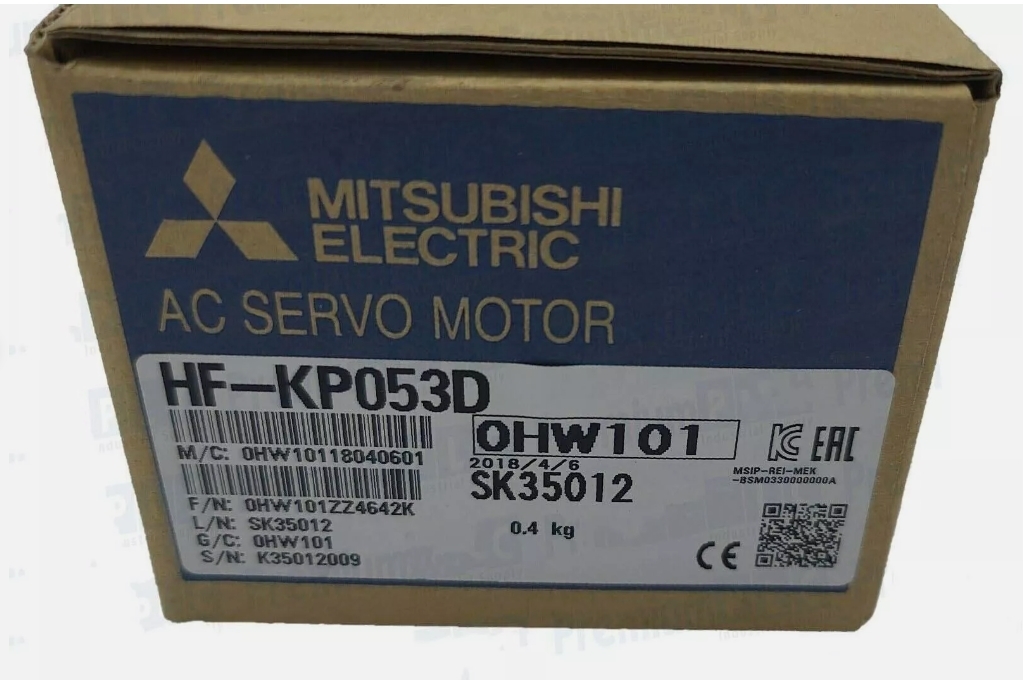 MITSUBISHI
ELECTRIC
AC SERVO MOTOR
HF-KP053D
M/C: 0HW10118040601
F/N: 0HW101ZZ4642K
L/N: SK35012
G/C: 0HW101
S/N: K35012009
0HW101
2018/4/6
SK35012
0.4 kg
EAC
MSIP-REI-MEK
-BSM0330000000A
CE